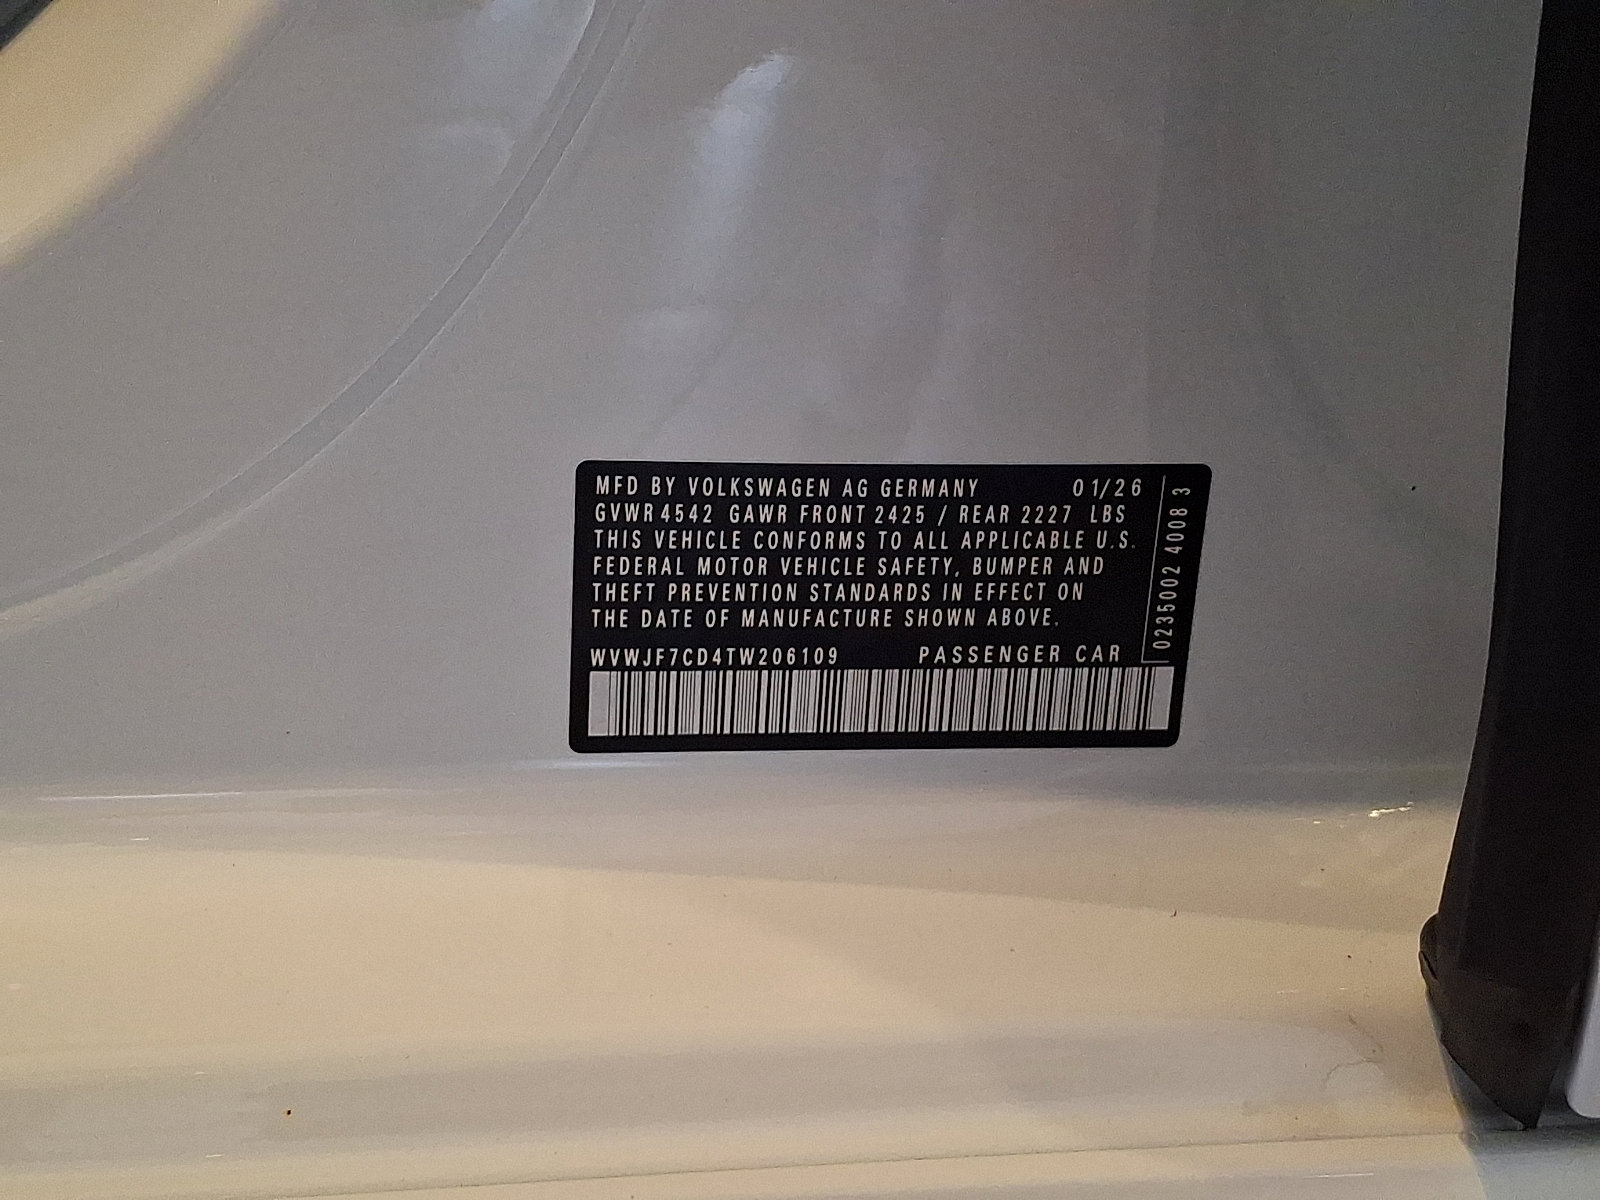 MFD BY VOLKSWAGEN AG GERMANY 01/26
GVWR 4542 GAWR FRONT 2425 / REAR 2227 LBS
THIS VEHICLE CONFORMS TO ALL APPLICABLE U.S.
FEDERAL MOTOR VEHICLE SAFETY, BUMPER AND
THEFT PREVENTION STANDARDS IN EFFECT ON
THE DATE OF MANUFACTURE SHOWN ABOVE.
WVWJF7CD4TW206109 PASSENGER CAR
0235002 4008 3